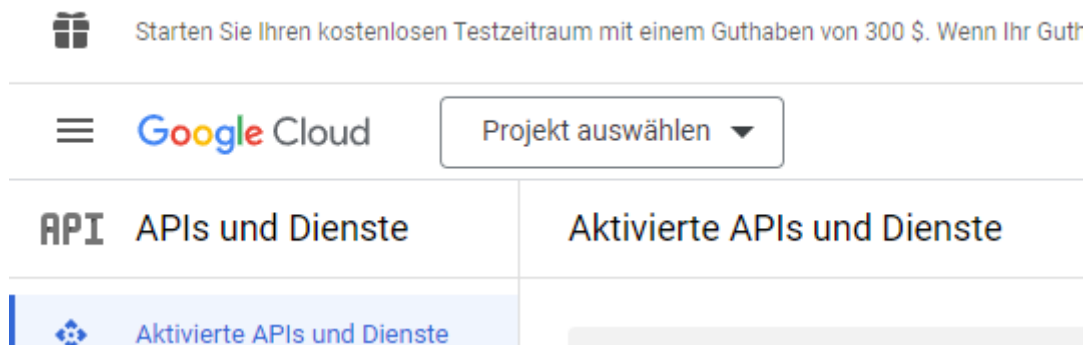 Starten Sie Ihren kostenlosen Testzeitraum mit einem Guthaben von 300 $. Wenn Ihr
Google Cloud
Projekt auswählen
API APIs und Dienste
Aktivierte APIs und Dienste
Aktivierte APIs und Dienste